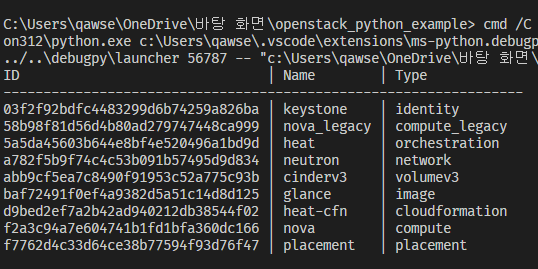 C:\Users\qawse\OneDrive\바탕 화면\openstack_python_example> cmd /C
on312\python.exe c:\Users\qawse\.vscode\extensions\ms-python.debugp
../..\debugpy\launcher 56787 -- "c:\Users\qawse\OneDrive\바탕 화면\
ID | Name | Type
--------------------------------------------------------------------
03f2f92bdfc4483299d6b74259a826ba | keystone | identity
58b98f81d56d4b80ad279747448ca999 | nova_legacy | compute_legacy
5a5da45603b644e8bf4e520496a1bd9d | heat | orchestration
a782f5b9f74c4c53b091b57495d9d834 | neutron | network
abb9cf5ea7c8490f91953c52a775c93b | cinderv3 | volumev3
baf72491f0ef4a9382d5a51c14d8d125 | glance | image
d9bed2ef7a2b42ad940212db38544f02 | heat-cfn | cloudformation
f2a3c94a7e604741b1fd1bfa360dc166 | nova | compute
f7762d4c33d64ce38b77594f93d76f47 | placement | placement